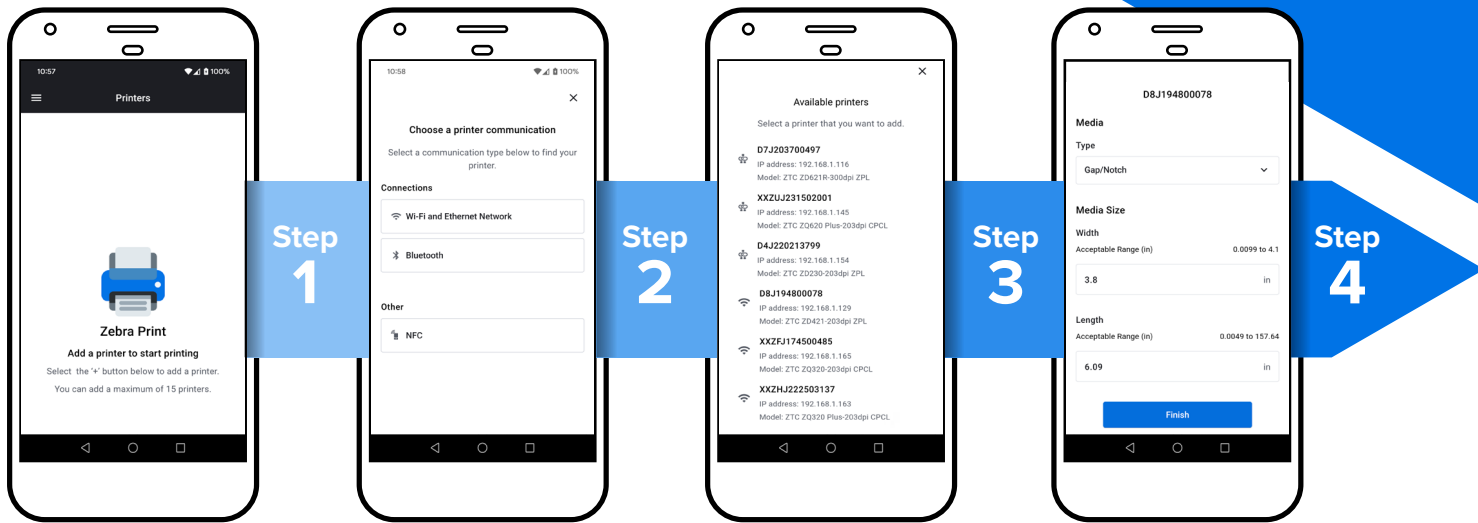 10:57
100%
Printers
Zebra Print
Add a printer to start printing
Select the '+' button below to add a printer.
You can add a maximum of 15 printers.
Step
1
10:58
100%
Choose a printer communication
Select a communication type below to find your
printer.
Connections
Wi-Fi and Ethernet Network
Bluetooth
Other
NFC
Step
2
Available printers
Select a printer that you want to add.
D7J203700497
IP address: 192.168.1.116
Model: ZTC ZD621R-300dpi ZPL
XXZUJ231502001
IP address: 192.168.1.145
Model: ZTC ZQ620 Plus-203dpi CPCL
D4J220213799
IP address: 192.168.1.154
Model: ZTC ZD230-203dpi ZPL
D8J194800078
IP address: 192.168.1.129
Model: ZTC ZD421-203dpi ZPL
XXZFJ174500485
IP address: 192.168.1.165
Model: ZTC ZQ320-203dpi CPCL
XXZHJ222503137
IP address: 192.168.1.163
Model: ZTC ZQ320 Plus-203dpi CPCL
Step
3
D8J194800078
Media
Type
Gap/Notch
Media Size
Width
Acceptable Range (in) 0.0099 to 4.1
3.8 in
Length
Acceptable Range (in) 0.0049 to 157.64
6.09 in
Finish
Step
4